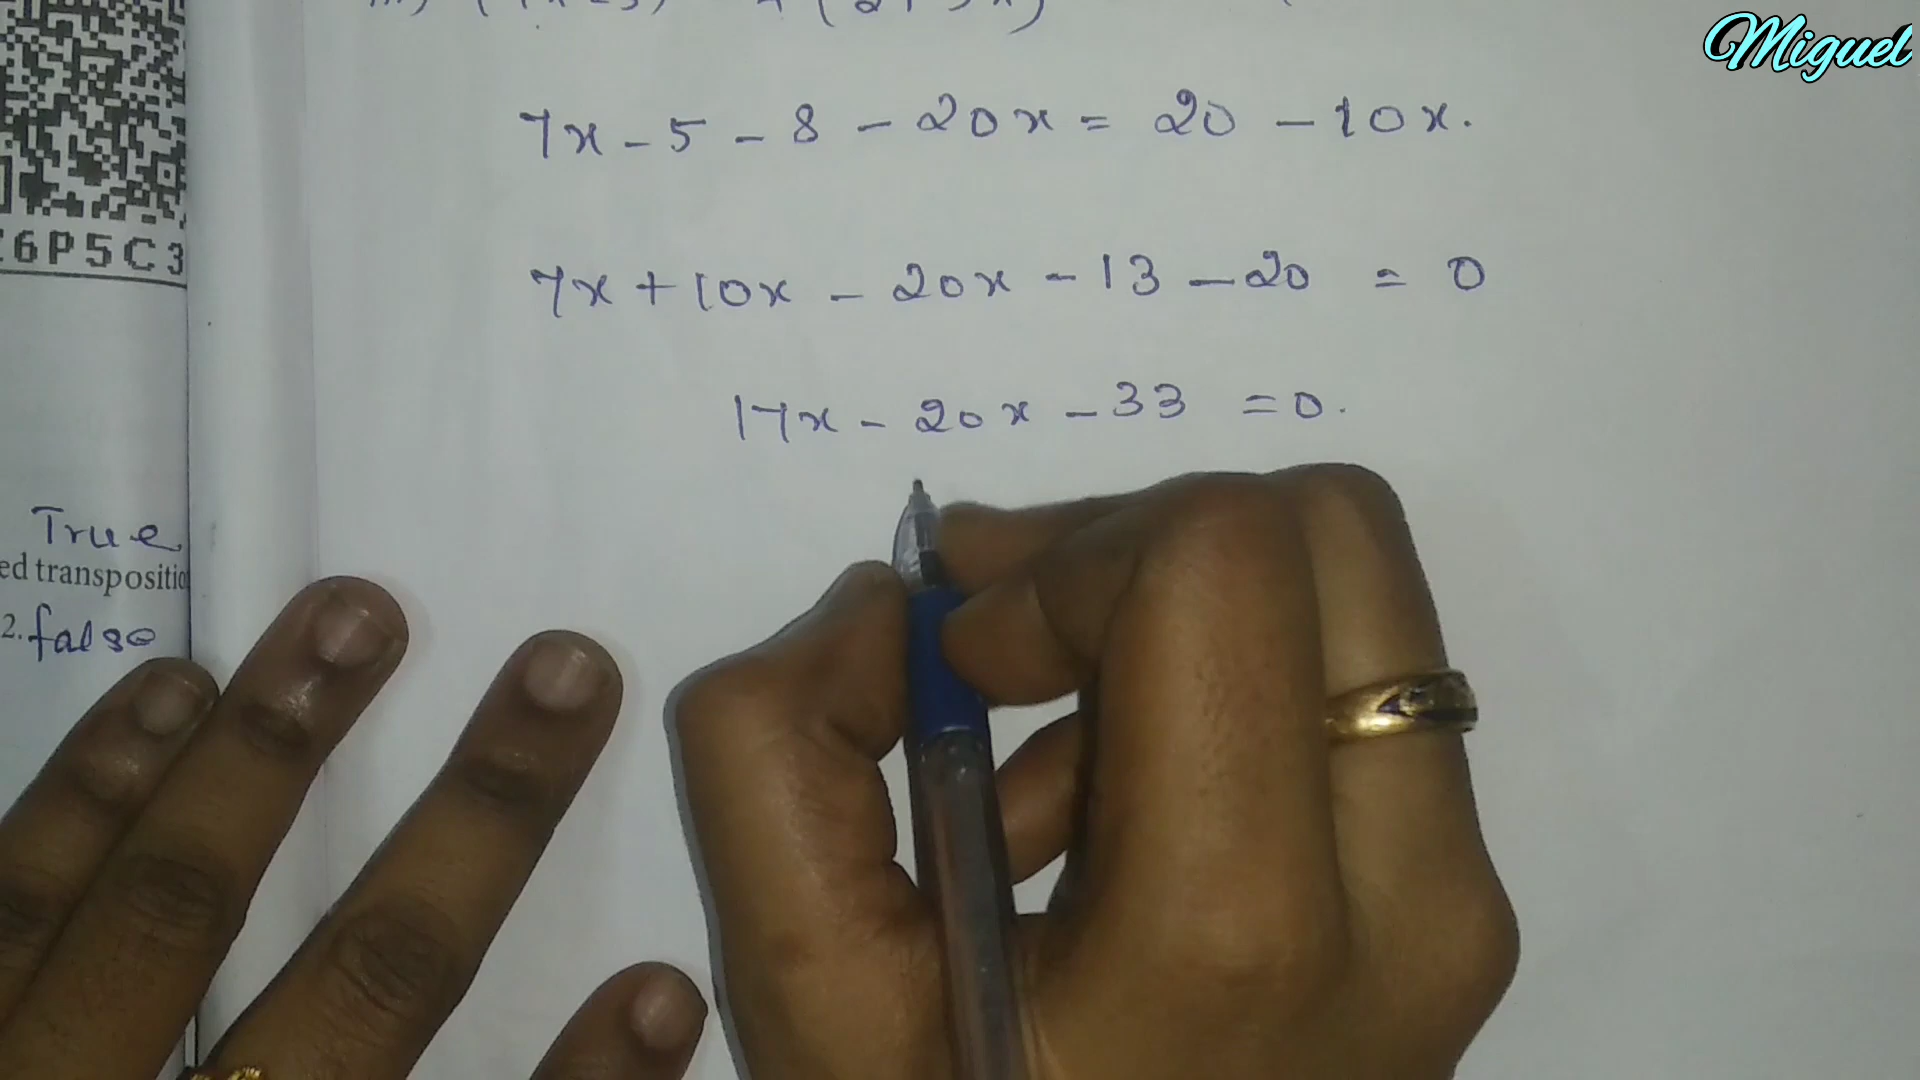 Miguel
7x - 5 - 8 - 20x = 20 - 10x.
6P5C3
7x + 10x - 20x - 13 - 20 = 0
17x - 20x - 33 = 0.
True
ed transpositio
2. false